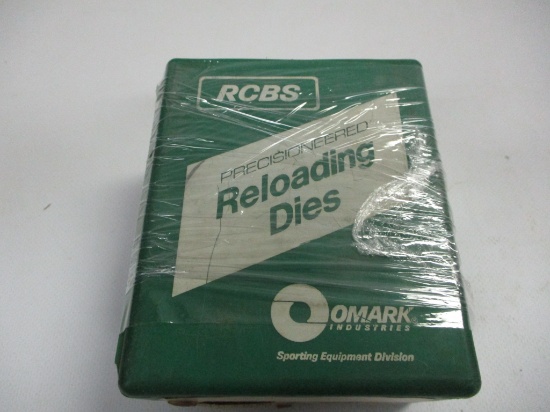 RCBS
PRECISIONEERED
Reloading
Dies
OMARK
INDUSTRIES
Sporting Equipment Division